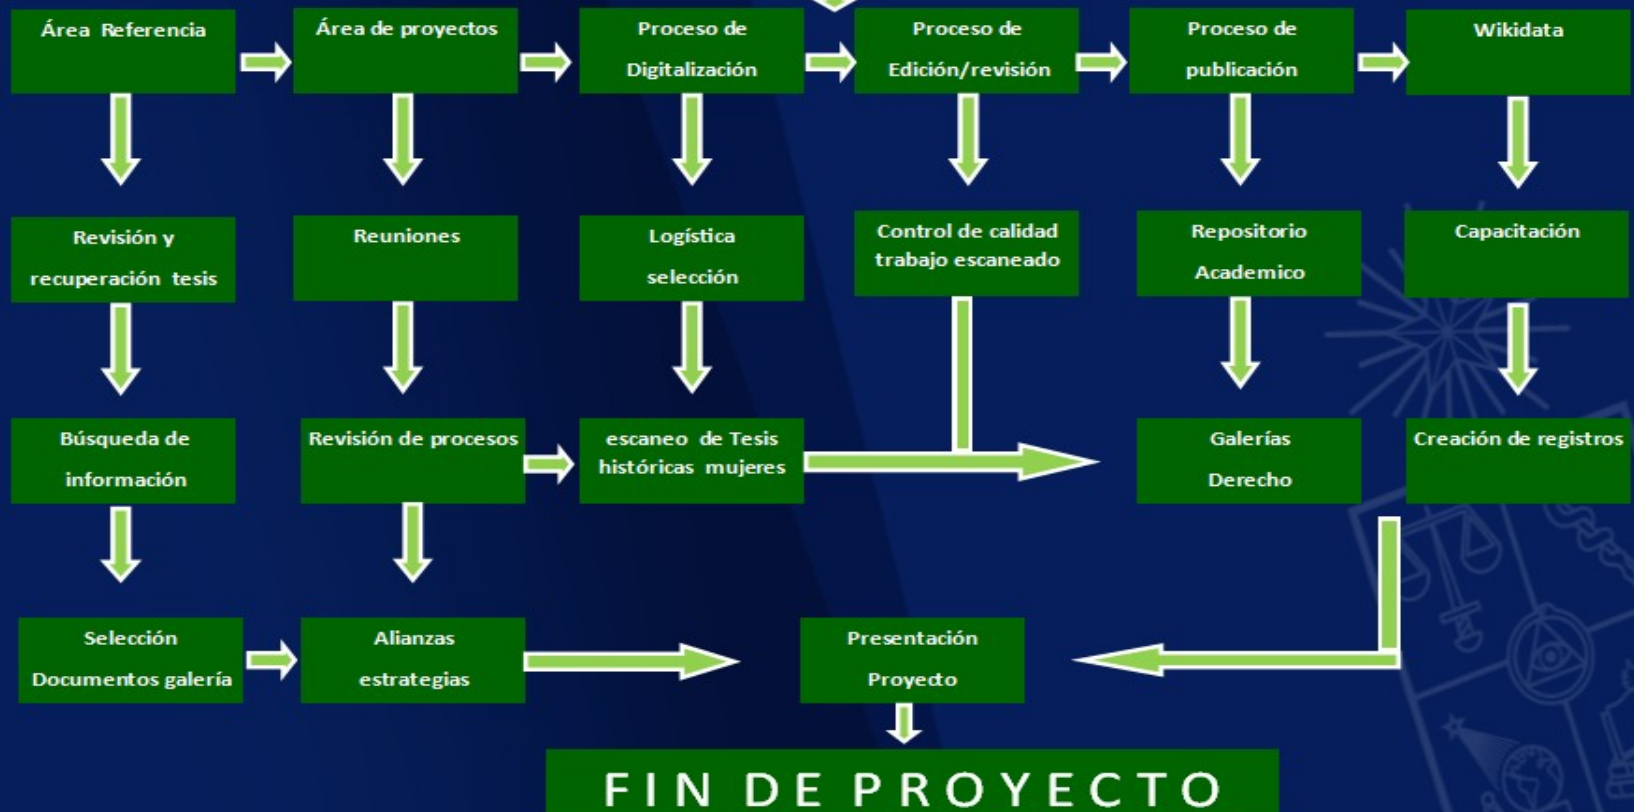 Área Referencia
Área de proyectos
Proceso de
Digitalización
Proceso de
Edición/revisión
Proceso de
publicación
Wikidata
Revisión y
recuperación tesis
Reuniones
Logística
selección
Control de calidad
trabajo escaneado
Repositorio
Academico
Capacitación
Búsqueda de
información
Revisión de procesos
escaneo de Tesis
históricas mujeres
Galerías
Derecho
Creación de registros
Selección
Documentos galería
Alianzas
estrategias
Presentación
Proyecto
FIN DE PROYECTO